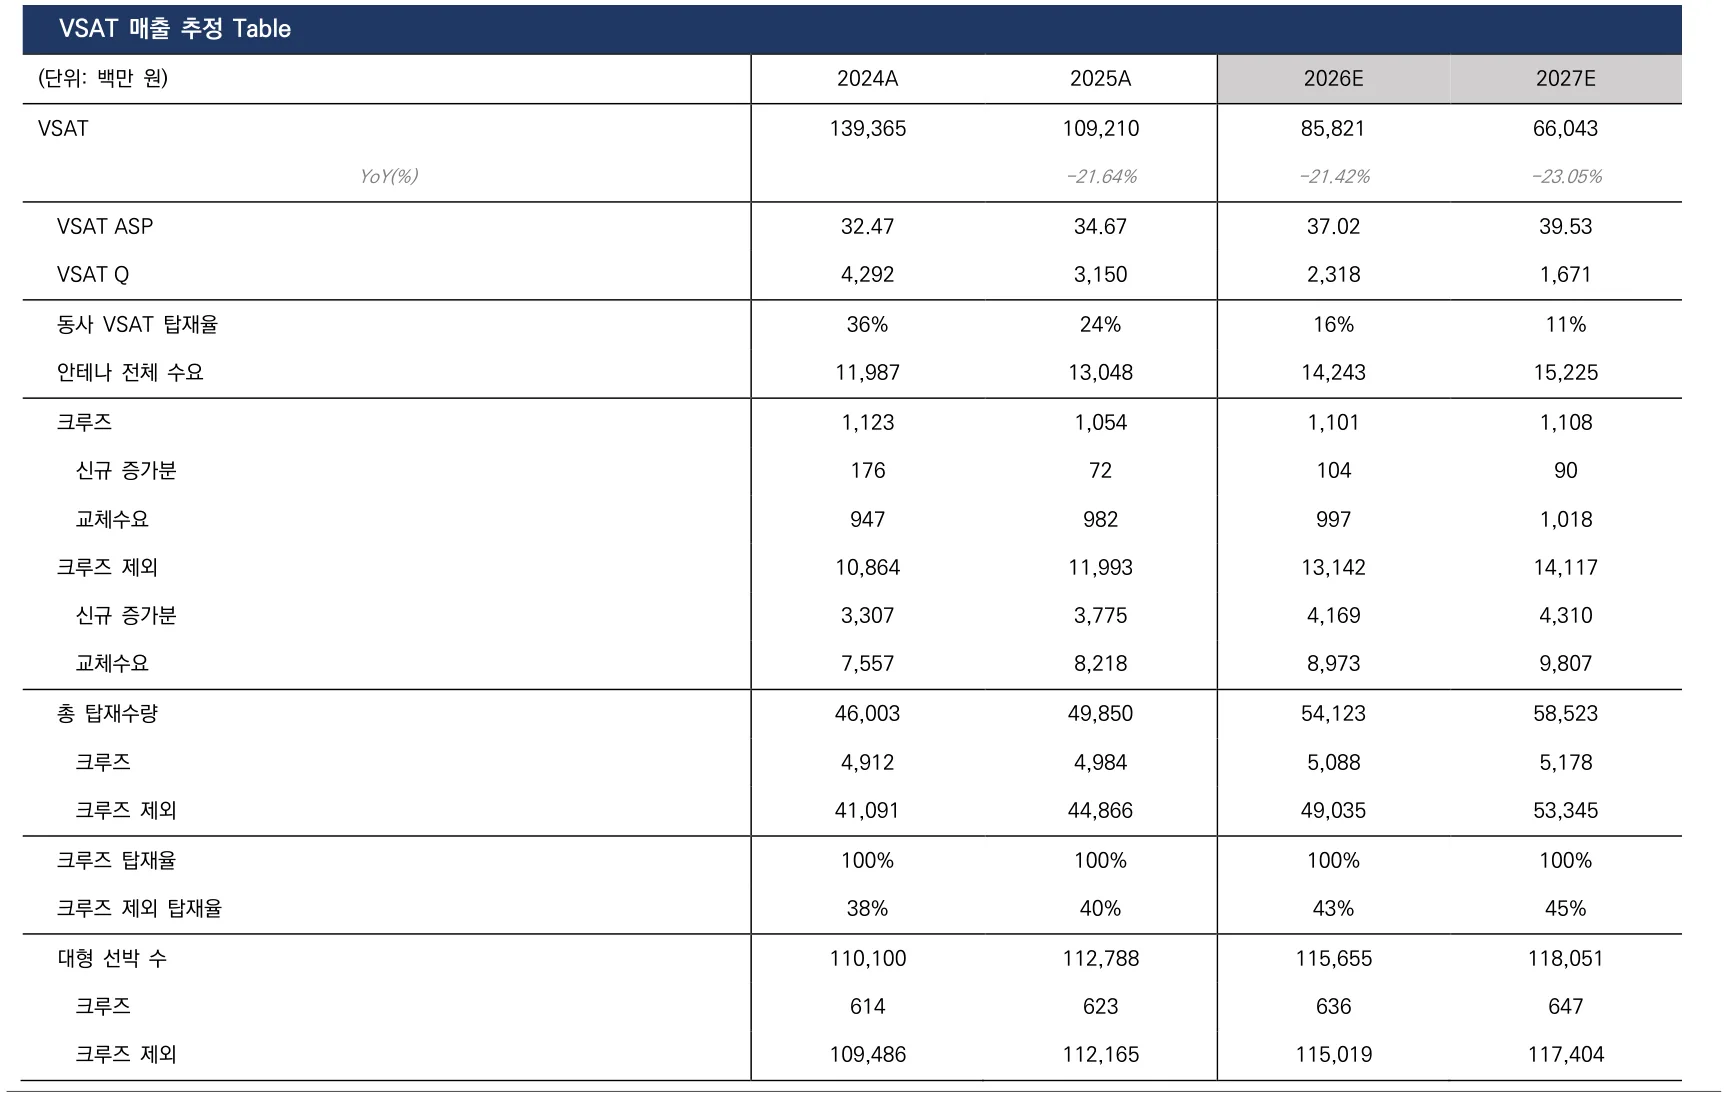 VSAT 매출 추정 Table
(단위: 백만 원) 2024A 2025A 2026E 2027E
VSAT 139,365 109,210 85,821 66,043
YoY(%) -21.64% -21.42% -23.05%
VSAT ASP 32.47 34.67 37.02 39.53
VSAT Q 4,292 3,150 2,318 1,671
동사 VSAT 탑재율 36% 24% 16% 11%
안테나 전체 수요 11,987 13,048 14,243 15,225
크루즈 1,123 1,054 1,101 1,108
신규 증가분 176 72 104 90
교체수요 947 982 997 1,018
크루즈 제외 10,864 11,993 13,142 14,117
신규 증가분 3,307 3,775 4,169 4,310
교체수요 7,557 8,218 8,973 9,807
총 탑재수량 46,003 49,850 54,123 58,523
크루즈 4,912 4,984 5,088 5,178
크루즈 제외 41,091 44,866 49,035 53,345
크루즈 탑재율 100% 100% 100% 100%
크루즈 제외 탑재율 38% 40% 43% 45%
대형 선박 수 110,100 112,788 115,655 118,051
크루즈 614 623 636 647
크루즈 제외 109,486 112,165 115,019 117,404